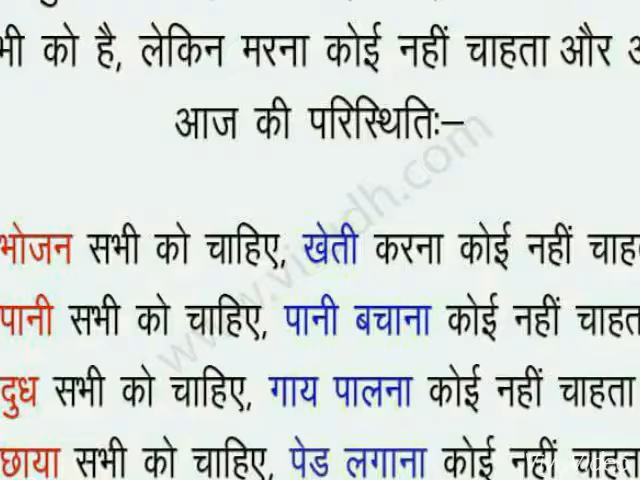 को है, लेकिन मरना कोई नहीं चाहता और
आज की परिस्थितिः–
भोजन सभी को चाहिए, खेती करना कोई नहीं
पानी सभी को चाहिए, पानी बचाना कोई नहीं
दुध सभी को चाहिए, गाय पालना कोई नहीं चाहता
छाया सभी को चाहिए, पेड लगाना कोई नहीं